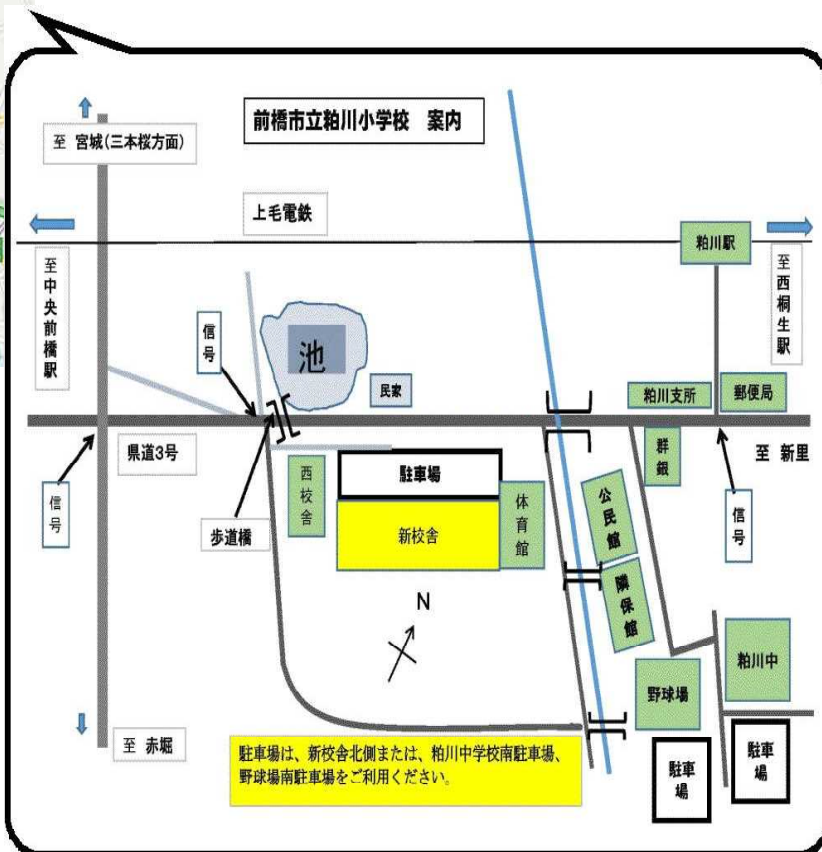 前橋市立粕川小学校 案内
至 宮城(三本桜方面)
上毛電鉄
粕川駅
至中央前橋駅
至西桐生駅
信号
池
民家
粕川支所
郵便局
県道3号
群銀
至 新里
信号
歩道橋
西校舎
駐車場
新校舎
体育館
公民館
隣保館
信号
N
粕川中
野球場
至 赤堀
駐車場は、新校舎北側または、粕川中学校南駐車場、
野球場南駐車場をご利用ください。
駐車場
駐車場